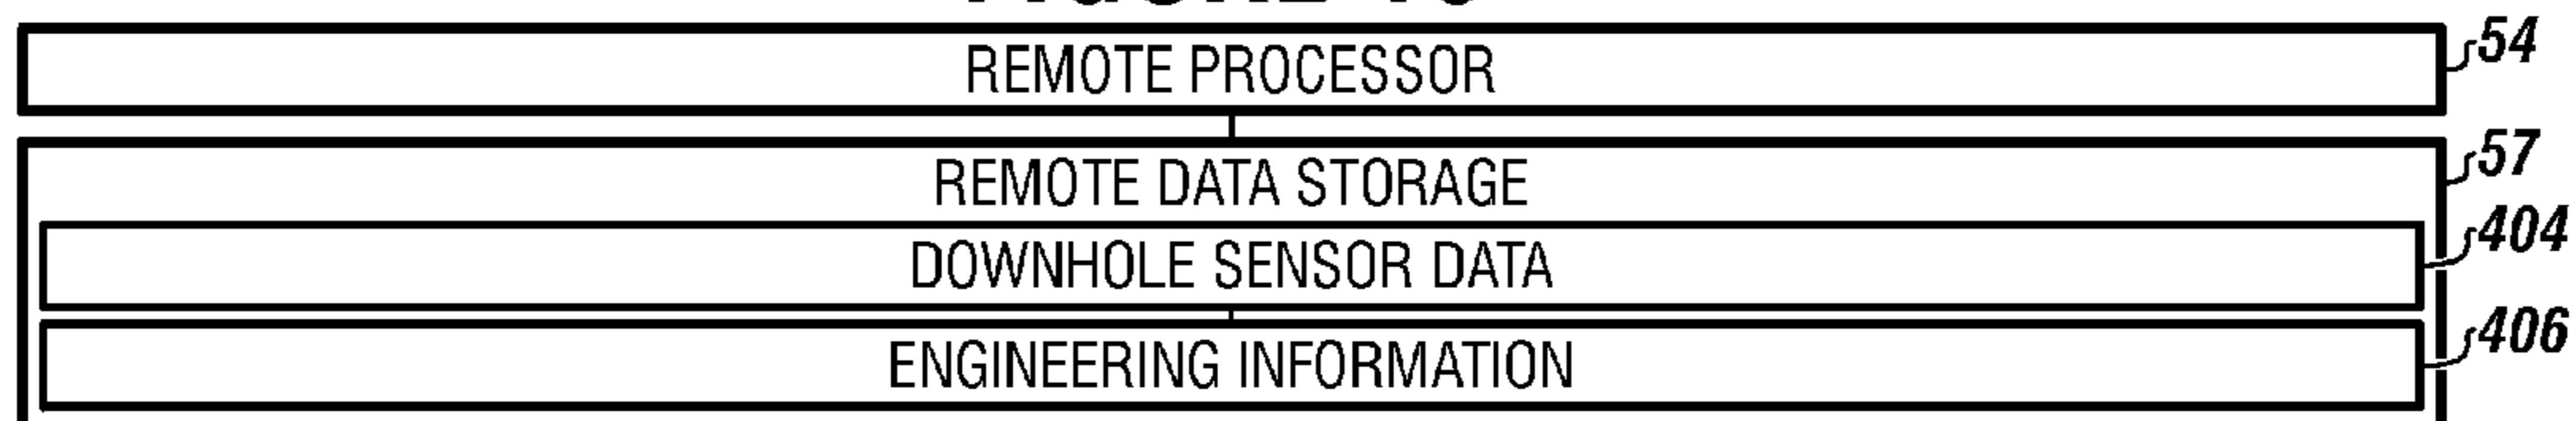 REMOTE PROCESSOR 54
REMOTE DATA STORAGE 57
DOWNHOLE SENSOR DATA 404
ENGINEERING INFORMATION 406